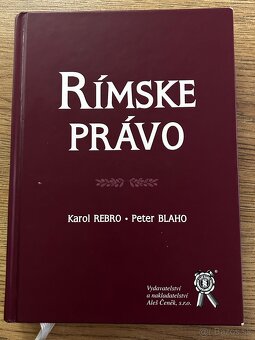 RÍMSKE
PRÁVO
Karol REBRO • Peter BLAHO
Vydavatelství
a nakladatelství
Aleš Čeněk, s.r.o.